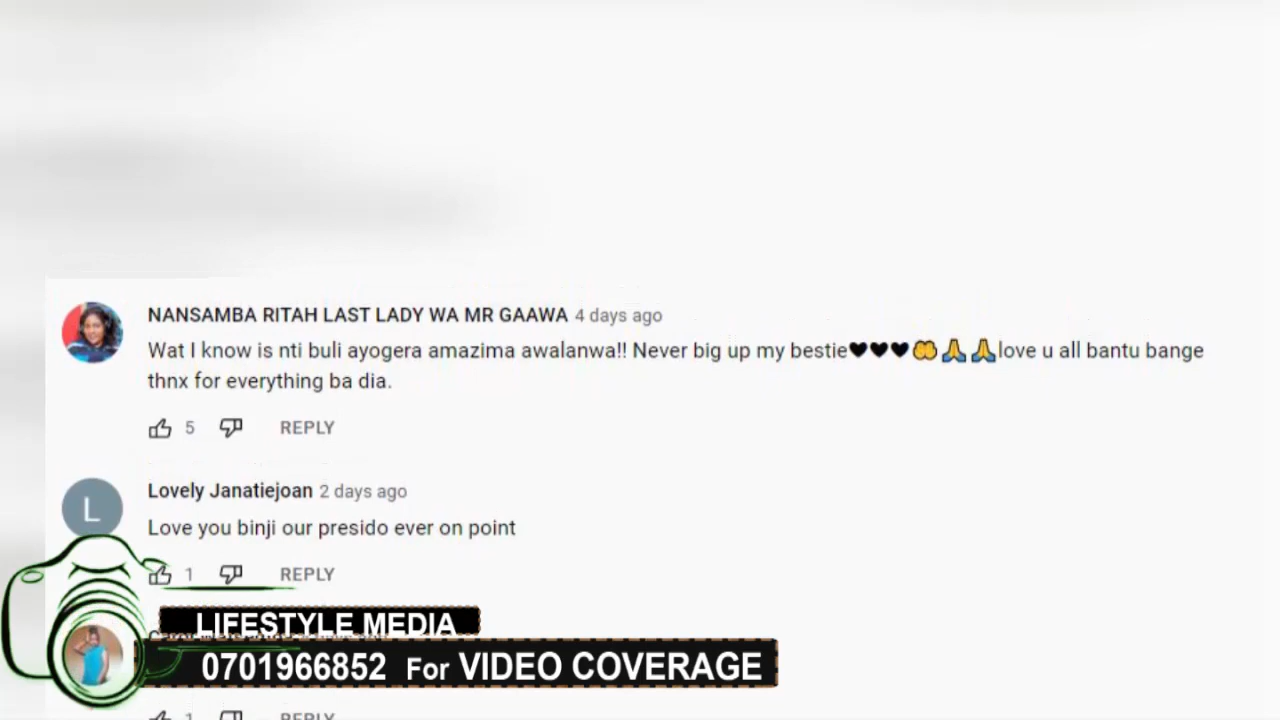 NANSAMBA RITAH LAST LADY WA MR GAAWA 4 days ago
Wat I know is nti buli ayogera amazima awalanwa!! Never big up my bestie🖤🖤🖤🤲🙏🙏love u all bantu bange
thnx for everything ba dia.
5 REPLY
L
Lovely Janatiejoan 2 days ago
Love you binji our presido ever on point
1 REPLY
LIFESTYLE MEDIA
0701966852 For VIDEO COVERAGE
1 REPLY